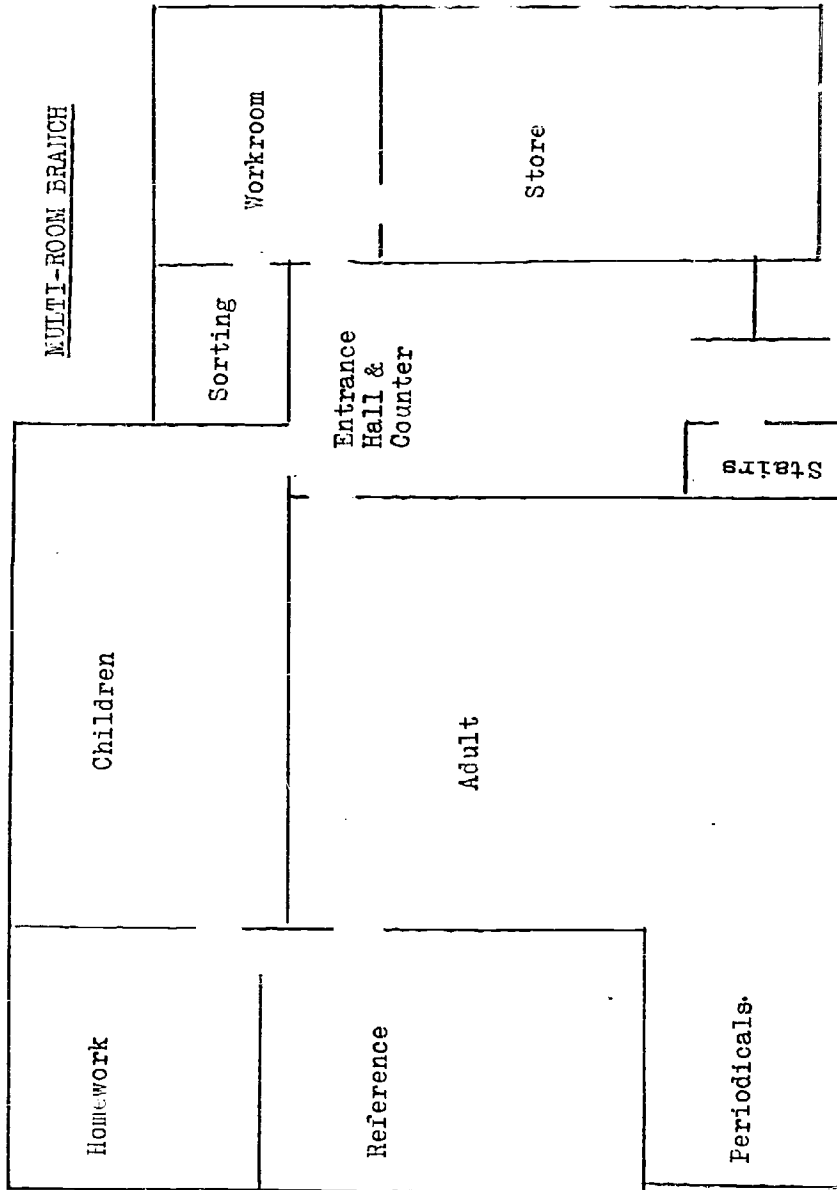 MULTI-ROOM BRANCH
Homework
Children
Sorting
Workroom
Reference
Adult
Entrance
Hall &
Counter
Store
Periodicals.
Stairs